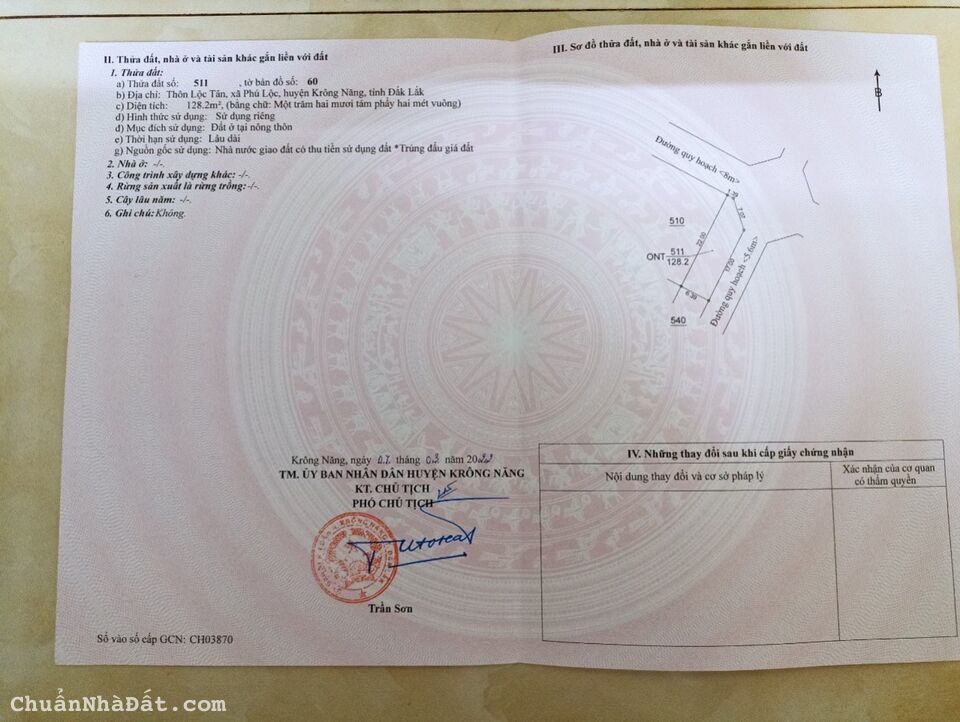 II. Thửa đất, nhà ở và tài sản khác gắn liền với đất
1. Thửa đất:
a) Thửa đất số: 511 , tờ bản đồ số: 60
b) Địa chỉ: Thôn Lộc Tân, xã Phú Lộc, huyện Krông Năng, tỉnh Đắk Lắk
c) Diện tích: 128.2m², (bằng chữ: Một trăm hai mươi tám phẩy hai mét vuông)
d) Hình thức sử dụng: Sử dụng riêng
đ) Mục đích sử dụng: Đất ở tại nông thôn
e) Thời hạn sử dụng: Lâu dài
g) Nguồn gốc sử dụng: Nhà nước giao đất có thu tiền sử dụng đất *Trúng đấu giá đất
2. Nhà ở: -/-.
3. Công trình xây dựng khác: -/-.
4. Rừng sản xuất là rừng trồng: -/-.
5. Cây lâu năm: -/-.
6. Ghi chú: Không.
Krông Năng, ngày tháng năm 20
TM. ỦY BAN NHÂN DÂN HUYỆN KRÔNG NĂNG
KT. CHỦ TỊCH
PHÓ CHỦ TỊCH
Trần Sơn
Số vào sổ cấp GCN: CH03870
III. Sơ đồ thửa đất, nhà ở và tài sản khác gắn liền với đất
B
Đường quy hoạch <8m>
510
22.00
ONT 511
128.2
17.00
6.39
540
Đường quy hoạch <5.6m>
IV. Những thay đổi sau khi cấp giấy chứng nhận
Nội dung thay đổi và cơ sở pháp lý
Xác nhận của cơ quan
có thẩm quyền
ChuẩnNhàĐất.com